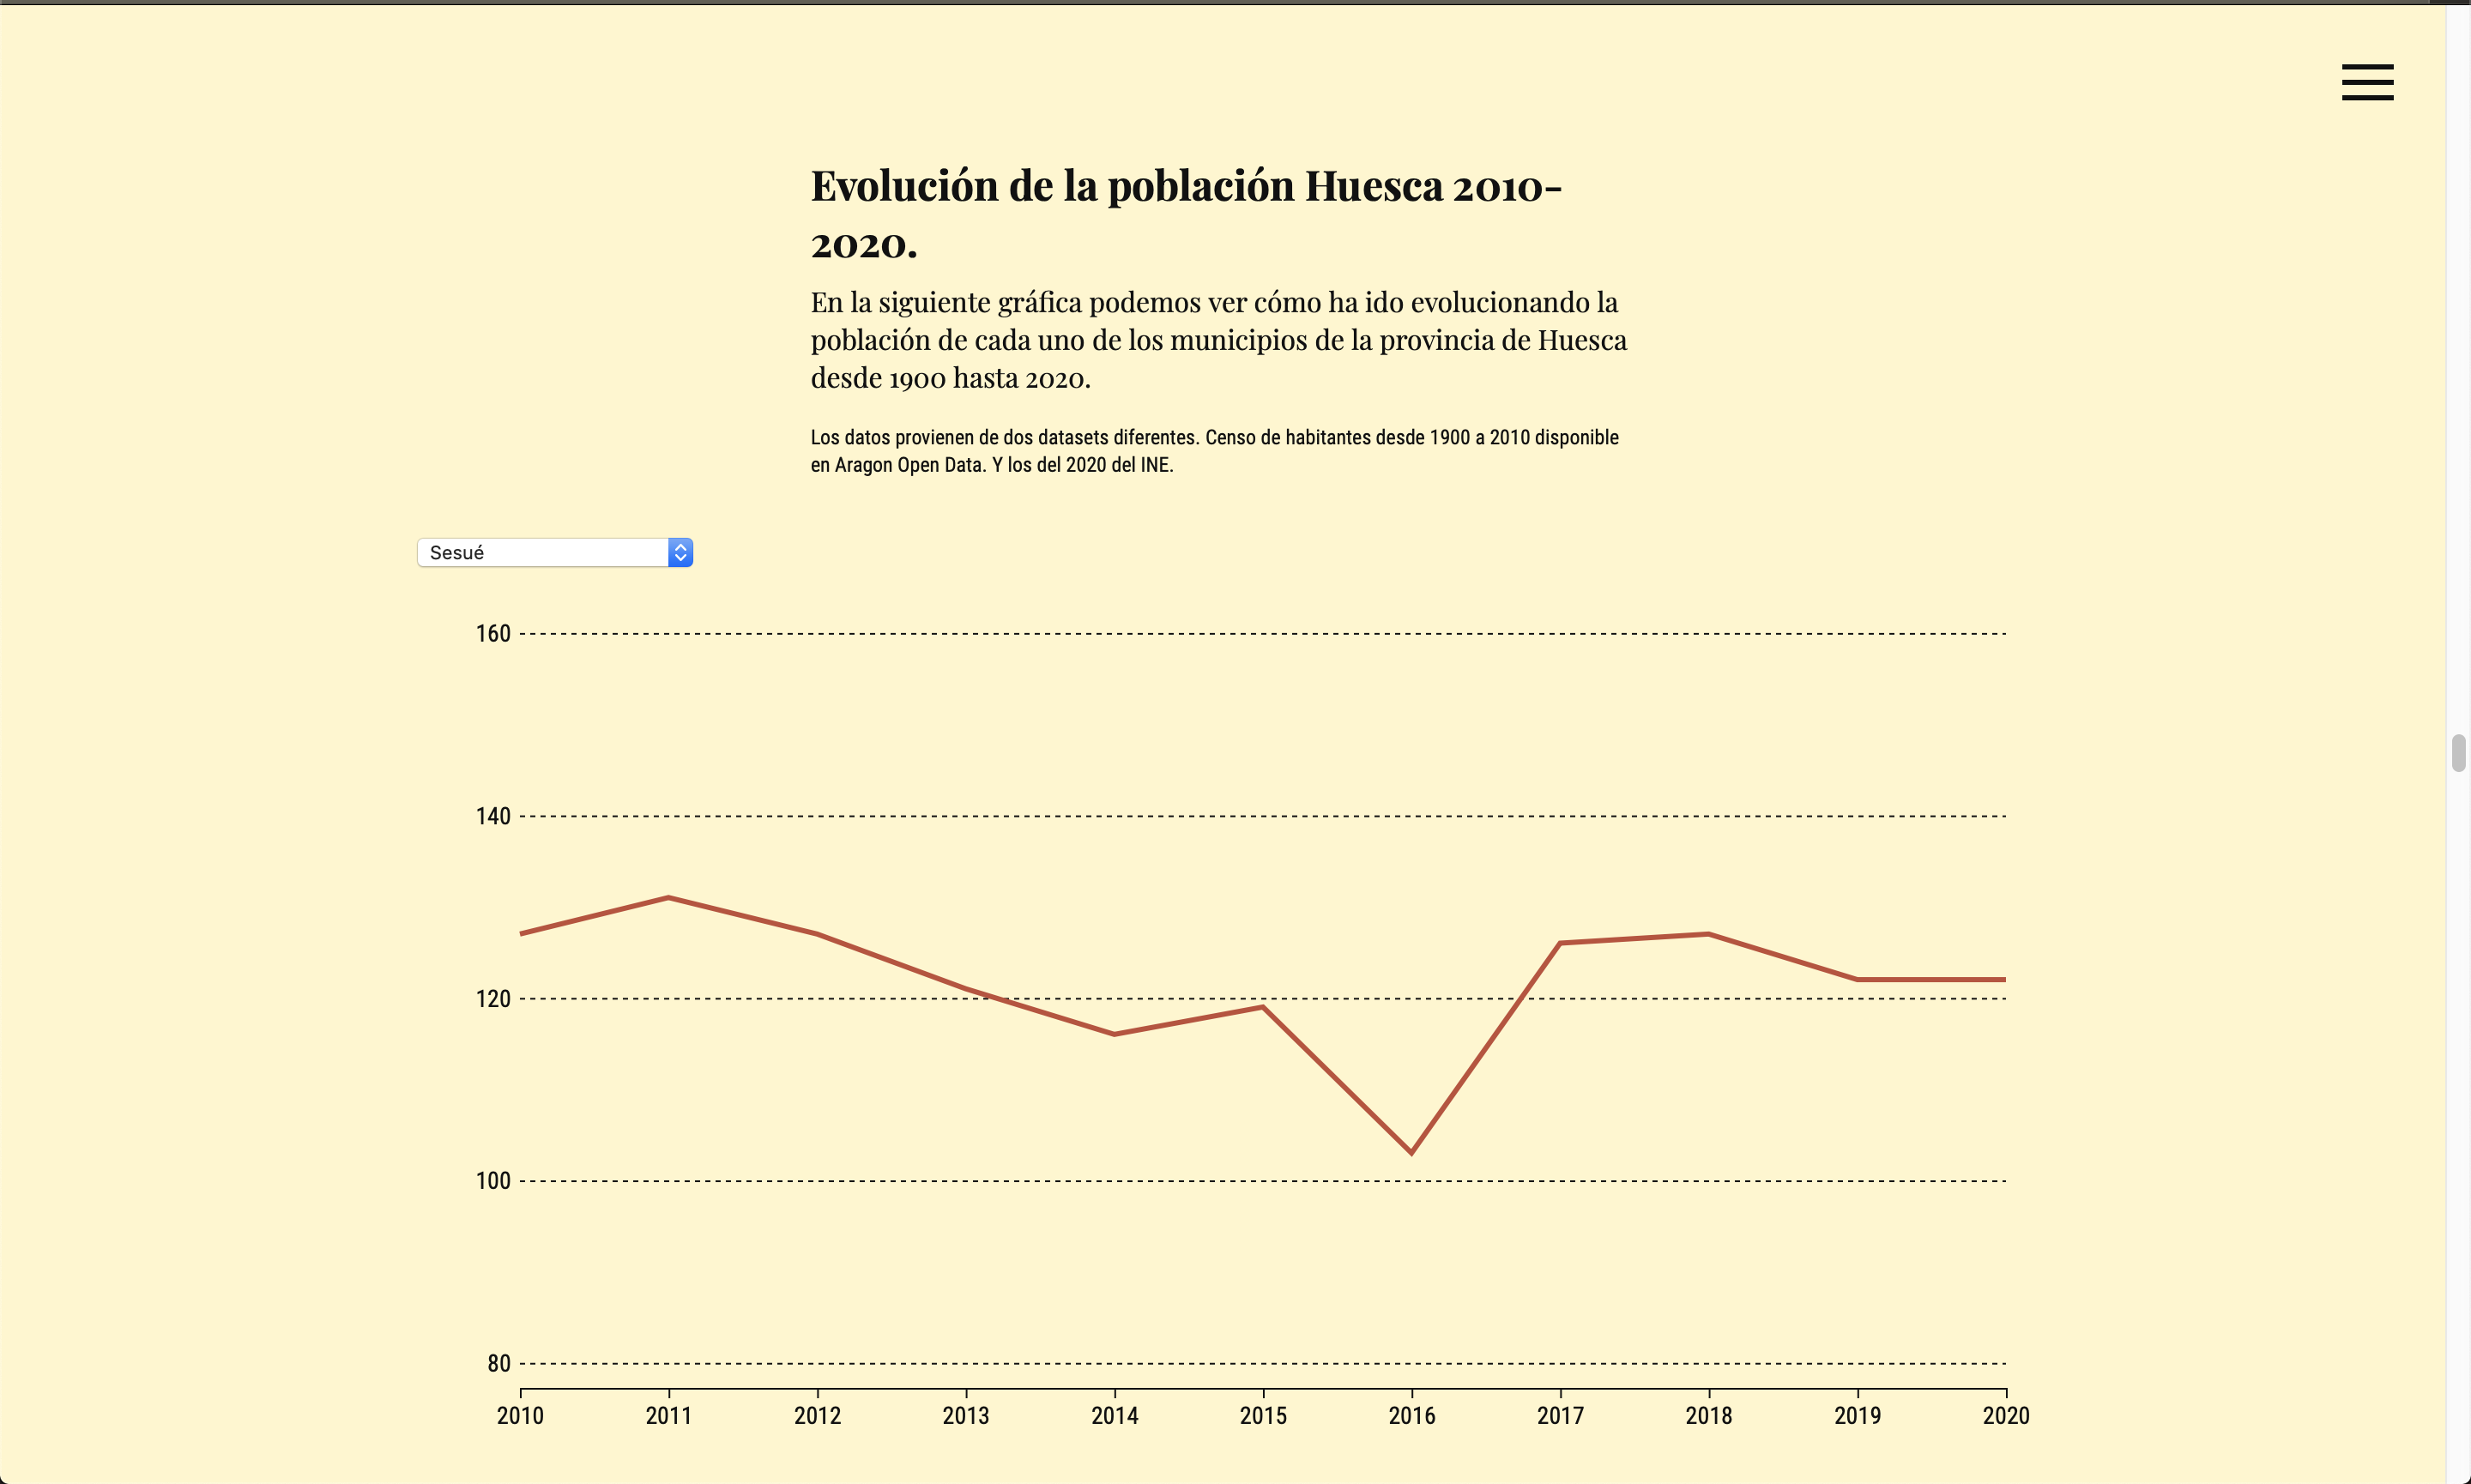 Evolución de la población Huesca 2010-
2020.
En la siguiente gráfica podemos ver cómo ha ido evolucionando la
población de cada uno de los municipios de la provincia de Huesca
desde 1900 hasta 2020.
Los datos provienen de dos datasets diferentes. Censo de habitantes desde 1900 a 2010 disponible
en Aragon Open Data. Y los del 2020 del INE.
Sesué
160
140
120
100
80
2010 2011 2012 2013 2014 2015 2016 2017 2018 2019 2020